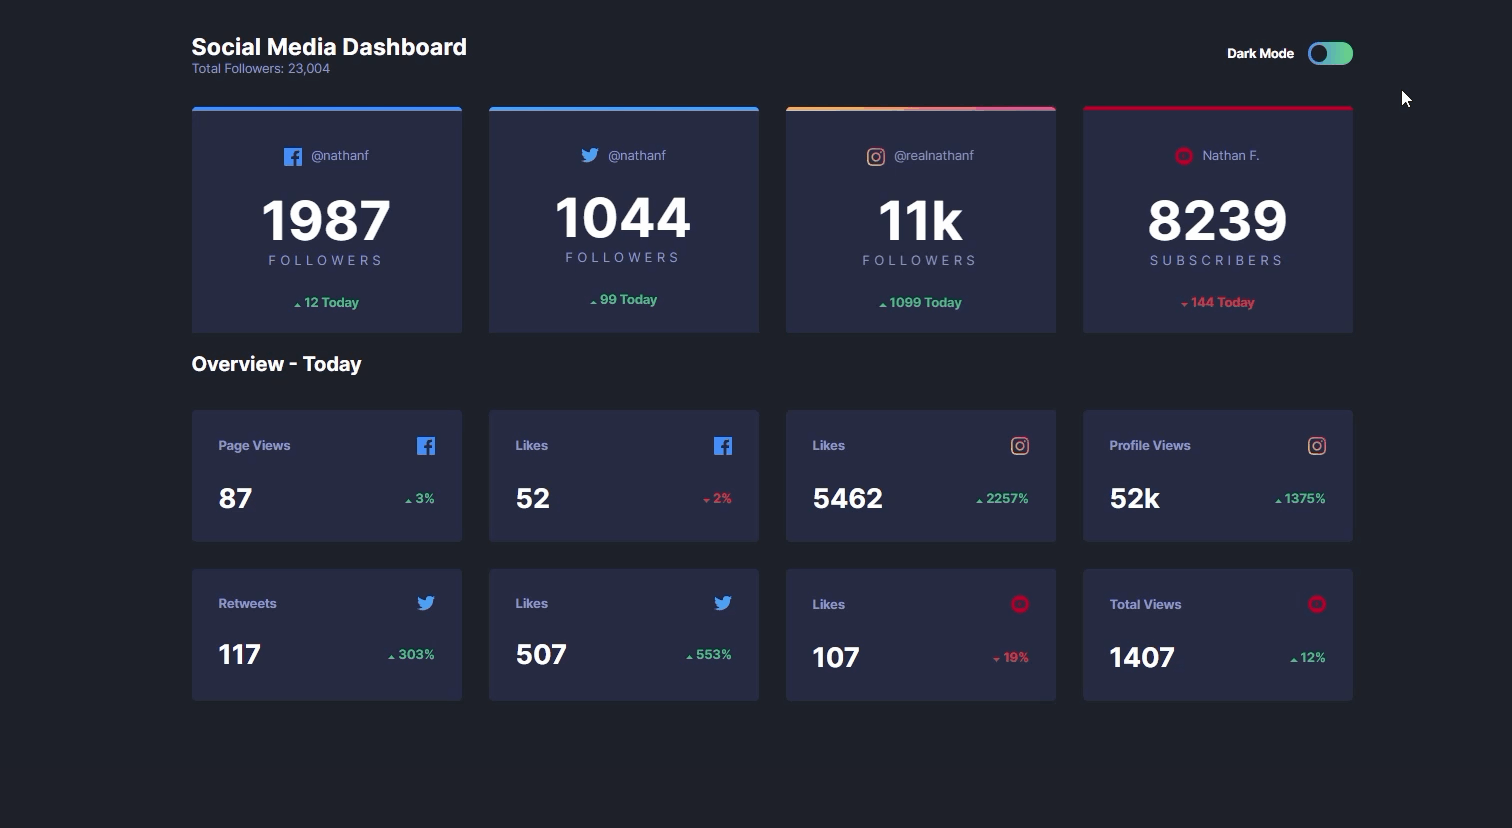 Social Media Dashboard
Total Followers: 23,004
Dark Mode
@nathanf
1987
FOLLOWERS
12 Today
@nathanf
1044
FOLLOWERS
99 Today
@realnathanf
11k
FOLLOWERS
1099 Today
Nathan F.
8239
SUBSCRIBERS
144 Today
Overview - Today
Page Views
87
3%
Likes
52
2%
Likes
5462
2257%
Profile Views
52k
1375%
Retweets
117
303%
Likes
507
553%
Likes
107
19%
Total Views
1407
12%